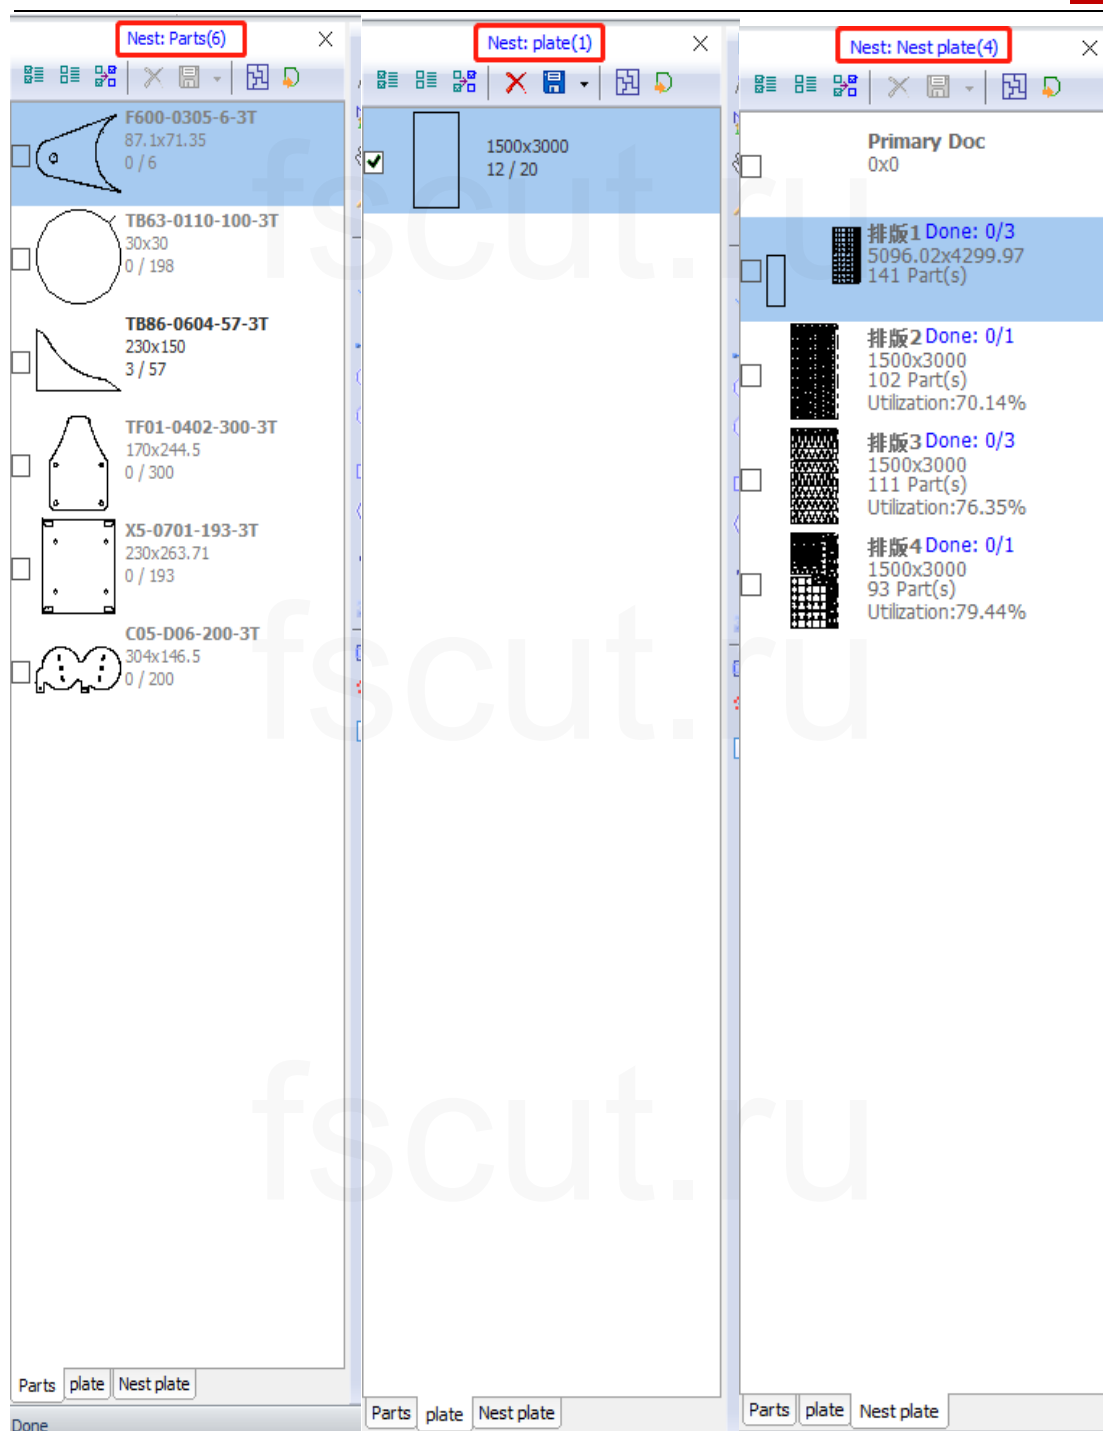 Nest: Parts(6)
F600-0305-6-3T
87.1x71.35
0 / 6
TB63-0110-100-3T
30x30
0 / 198
TB86-0604-57-3T
230x150
3 / 57
TF01-0402-300-3T
170x244.5
0 / 300
X5-0701-193-3T
230x263.71
0 / 193
C05-D06-200-3T
304x146.5
0 / 200
Parts plate Nest plate
Done
Nest: plate(1)
1500x3000
12 / 20
Parts plate Nest plate
Nest: Nest plate(4)
Primary Doc
0x0
排版1 Done: 0/3
5096.02x4299.97
141 Part(s)
排版2 Done: 0/1
1500x3000
102 Part(s)
Utilization:70.14%
排版3 Done: 0/3
1500x3000
111 Part(s)
Utilization:76.35%
排版4 Done: 0/1
1500x3000
93 Part(s)
Utilization:79.44%
Parts plate Nest plate
fscut.ru
fscut.ru
fscut.ru